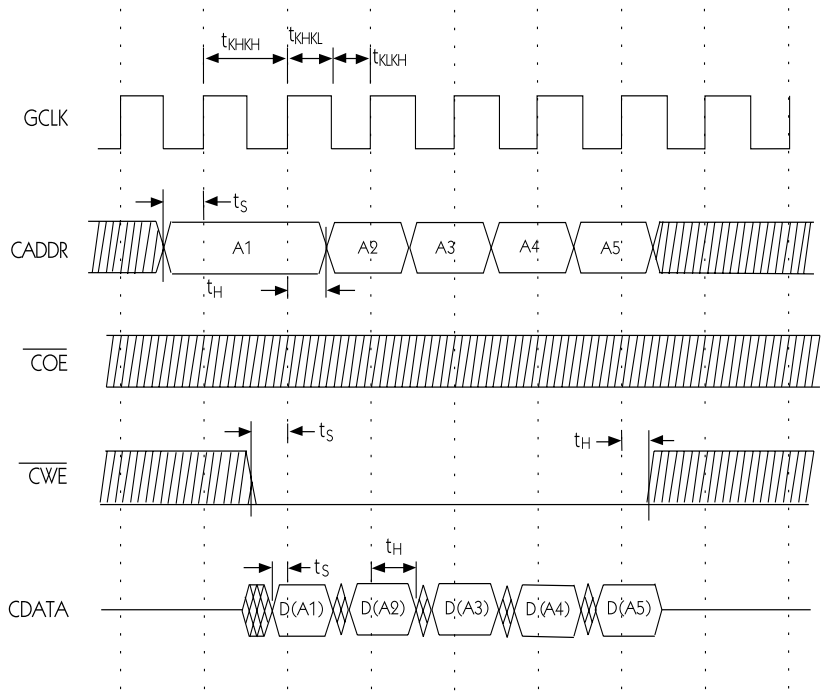 tKHKH tKHKL tKLKH
GCLK
tS
CADDR A1 A2 A3 A4 A5
tH
COE
tS tH
CWE
tS tH
CDATA D(A1) D(A2) D(A3) D(A4) D(A5)